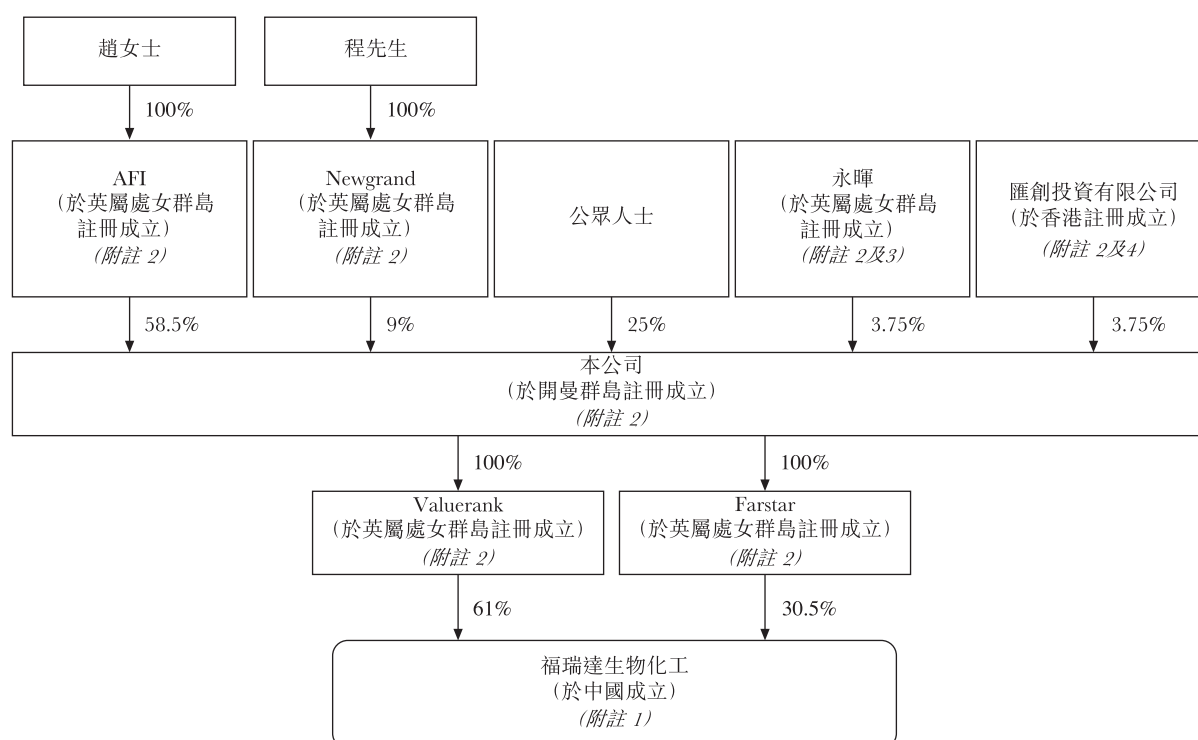 趙女士
程先生
100%
100%
AFI
(於英屬處女群島
註冊成立)
(附註 2)
Newgrand
(於英屬處女群島
註冊成立)
(附註 2)
公眾人士
永暉
(於英屬處女群島
註冊成立)
(附註 2及3)
匯創投資有限公司
(於香港註冊成立)
(附註 2及4)
58.5%
9%
25%
3.75%
3.75%
本公司
(於開曼群島註冊成立)
(附註 2)
100%
100%
Valuerank
(於英屬處女群島註冊成立)
(附註 2)
Farstar
(於英屬處女群島註冊成立)
(附註 2)
61%
30.5%
福瑞達生物化工
(於中國成立)
(附註 1)